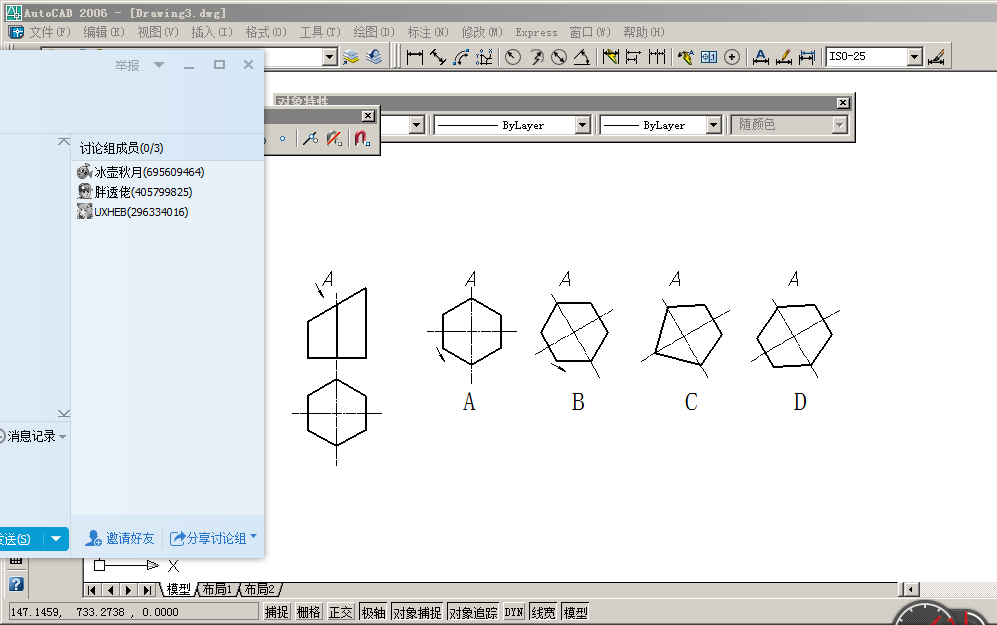 AutoCAD 2006 - [Drawing3.dwg]
文件(F) 编辑(E) 视图(V) 插入(I) 格式(O) 工具(T) 绘图(D) 标注(N) 修改(M) Express 窗口(W) 帮助(H)
ISO-25
举报
对象特性
ByLayer ByLayer 随颜色
讨论组成员(0/3)
冰壶秋月(695609464)
胖透佬(405799825)
UXHEB(296334016)
A A A A A
A B C D
消息记录
发送(S) 邀请好友 分享讨论组
X
模型 布局1 布局2
147.1459, 733.2738 , 0.0000 捕捉 栅格 正交 极轴 对象捕捉 对象追踪 DYN 线宽 模型